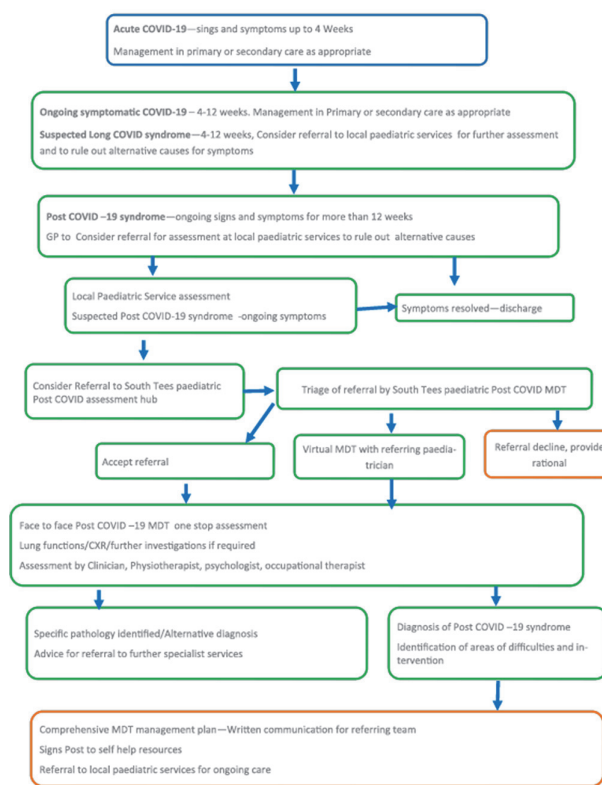 Acute COVID-19—sings and symptoms up to 4 Weeks
Management in primary or secondary care as appropriate
Ongoing symptomatic COVID-19 – 4-12 weeks. Management in Primary or secondary care as appropriate
Suspected Long COVID syndrome—4-12 weeks, Consider referral to local paediatric services for further assessment
and to rule out alternative causes for symptoms
Post COVID –19 syndrome—ongoing signs and symptoms for more than 12 weeks
GP to Consider referral for assessment at local paediatric services to rule out alternative causes
Local Paediatric Service assessment
Suspected Post COVID-19 syndrome -ongoing symptoms
Symptoms resolved—discharge
Consider Referral to South Tees paediatric
Post COVID assessment hub
Triage of referral by South Tees paediatric Post COVID MDT
Accept referral
Virtual MDT with referring paedia-
trician
Referral decline, provide
rational
Face to face Post COVID –19 MDT one stop assessment
Lung functions/CXR/further investigations if required
Assessment by Clinician, Physiotherapist, psychologist, occupational therapist
Specific pathology identified/Alternative diagnosis
Advice for referral to further specialist services
Diagnosis of Post COVID –19 syndrome
Identification of areas of difficulties and in-
tervention
Comprehensive MDT management plan—Written communication for referring team
Signs Post to self help resources
Referral to local paediatric services for ongoing care